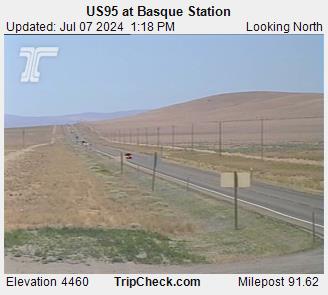 US95 at Basque Station
Updated: Jul 07 2024 1:18 PM Looking North
Elevation 4460 TripCheck.com Milepost 91.62